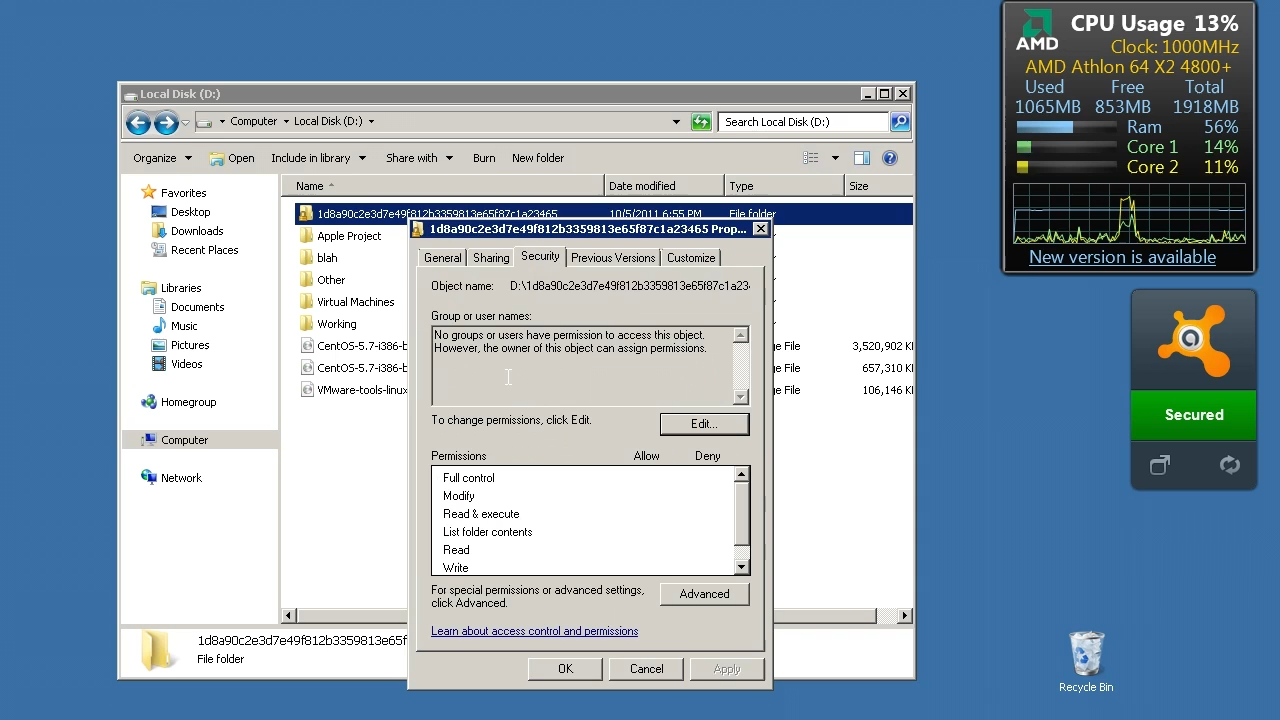 Local Disk (D:)
Computer Local Disk (D:)
Search Local Disk (D:)
Organize Open Include in library Share with Burn New folder
Favorites
Desktop
Downloads
Recent Places
Libraries
Documents
Music
Pictures
Videos
Homegroup
Computer
Network
Name Date modified Type Size
1d8a90c2e3d7e49f812b3359813e65f87c1a23465 10/5/2011 6:55 PM File folder
Apple Project
blah
Other
Virtual Machines
Working
CentOS-5.7-i386-b ge File 3,520,902 K
CentOS-5.7-i386-b ge File 657,310 K
VMware-tools-linux ge File 106,146 K
1d8a90c2e3d7e49f812b3359813e65f
File folder
1d8a90c2e3d7e49f812b3359813e65f87c1a23465 Prop...
General Sharing Security Previous Versions Customize
Object name: D:\1d8a90c2e3d7e49f812b3359813e65f87c1a234
Group or user names:
No groups or users have permission to access this object.
However, the owner of this object can assign permissions.
To change permissions, click Edit.
Edit...
Permissions Allow Deny
Full control
Modify
Read & execute
List folder contents
Read
Write
For special permissions or advanced settings,
click Advanced.
Advanced
Learn about access control and permissions
OK Cancel Apply
AMD
CPU Usage 13%
Clock: 1000MHz
AMD Athlon 64 X2 4800+
Used Free Total
1065MB 853MB 1918MB
Ram 56%
Core 1 14%
Core 2 11%
New version is available
Secured
Recycle Bin